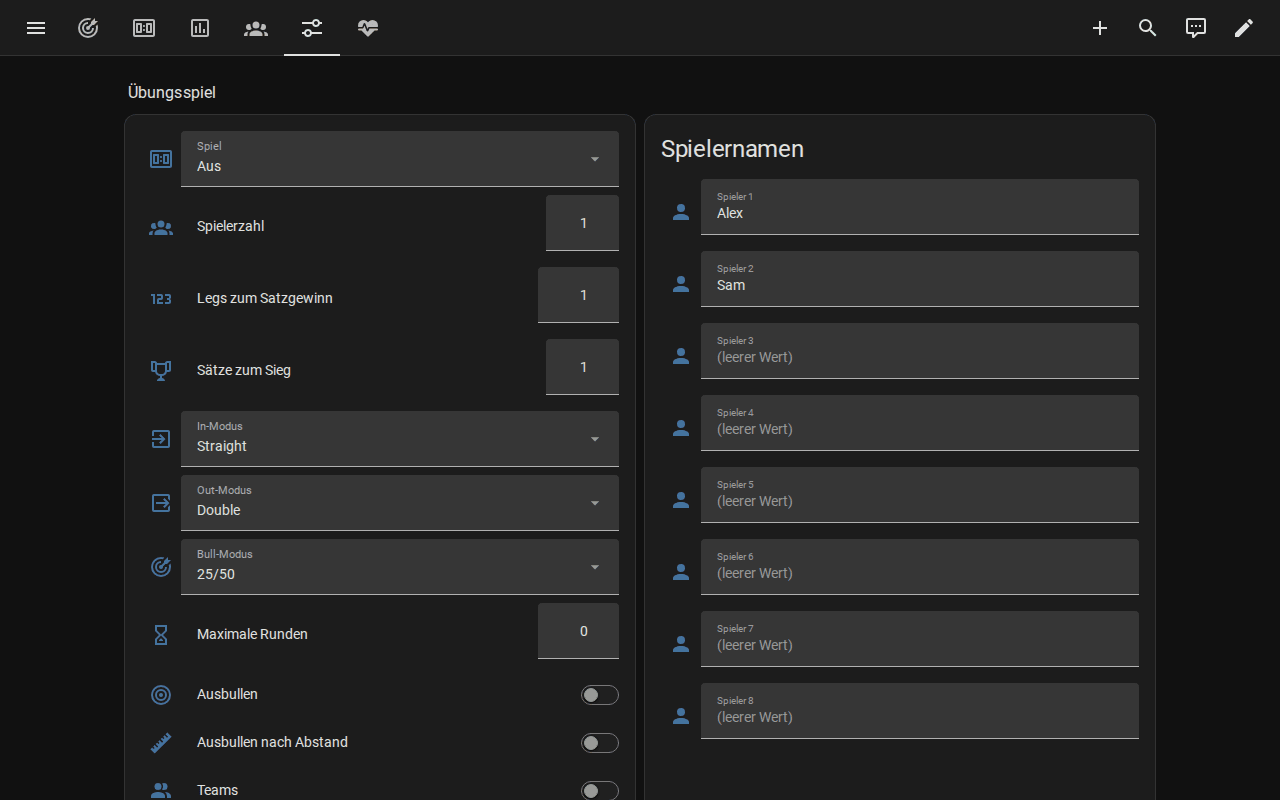 Übungsspiel
Spiel
Aus
Spielerzahl
1
Legs zum Satzgewinn
1
Sätze zum Sieg
1
In-Modus
Straight
Out-Modus
Double
Bull-Modus
25/50
Maximale Runden
0
Ausbullen
Ausbullen nach Abstand
Teams
Spielernamen
Spieler 1
Alex
Spieler 2
Sam
Spieler 3
(leerer Wert)
Spieler 4
(leerer Wert)
Spieler 5
(leerer Wert)
Spieler 6
(leerer Wert)
Spieler 7
(leerer Wert)
Spieler 8
(leerer Wert)